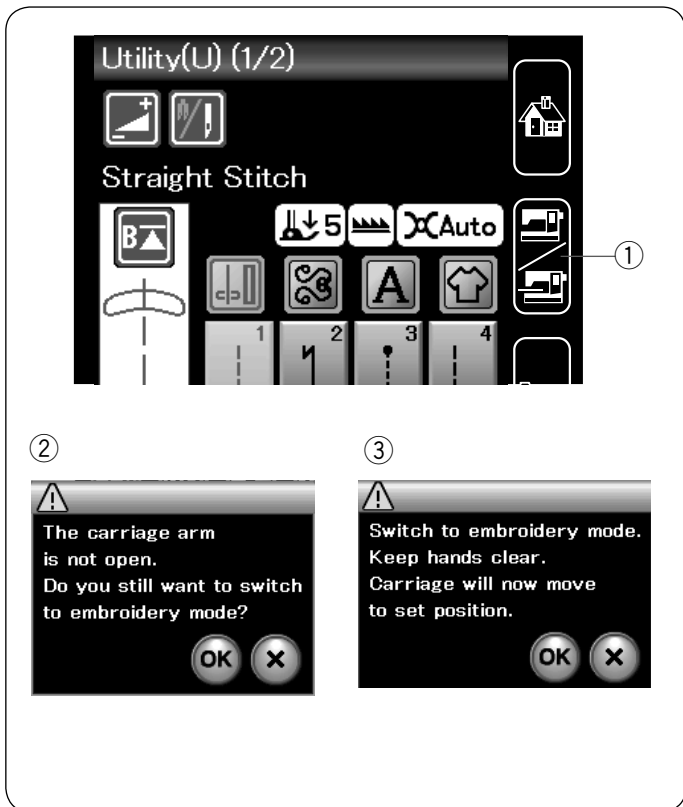 Utility(U) (1/2)
Straight Stitch
B
5
Auto
A
1
2
3
4
①
②
③
The carriage arm
is not open.
Do you still want to switch
to embroidery mode?
OK ×
Switch to embroidery mode.
Keep hands clear.
Carriage will now move
to set position.
OK ×